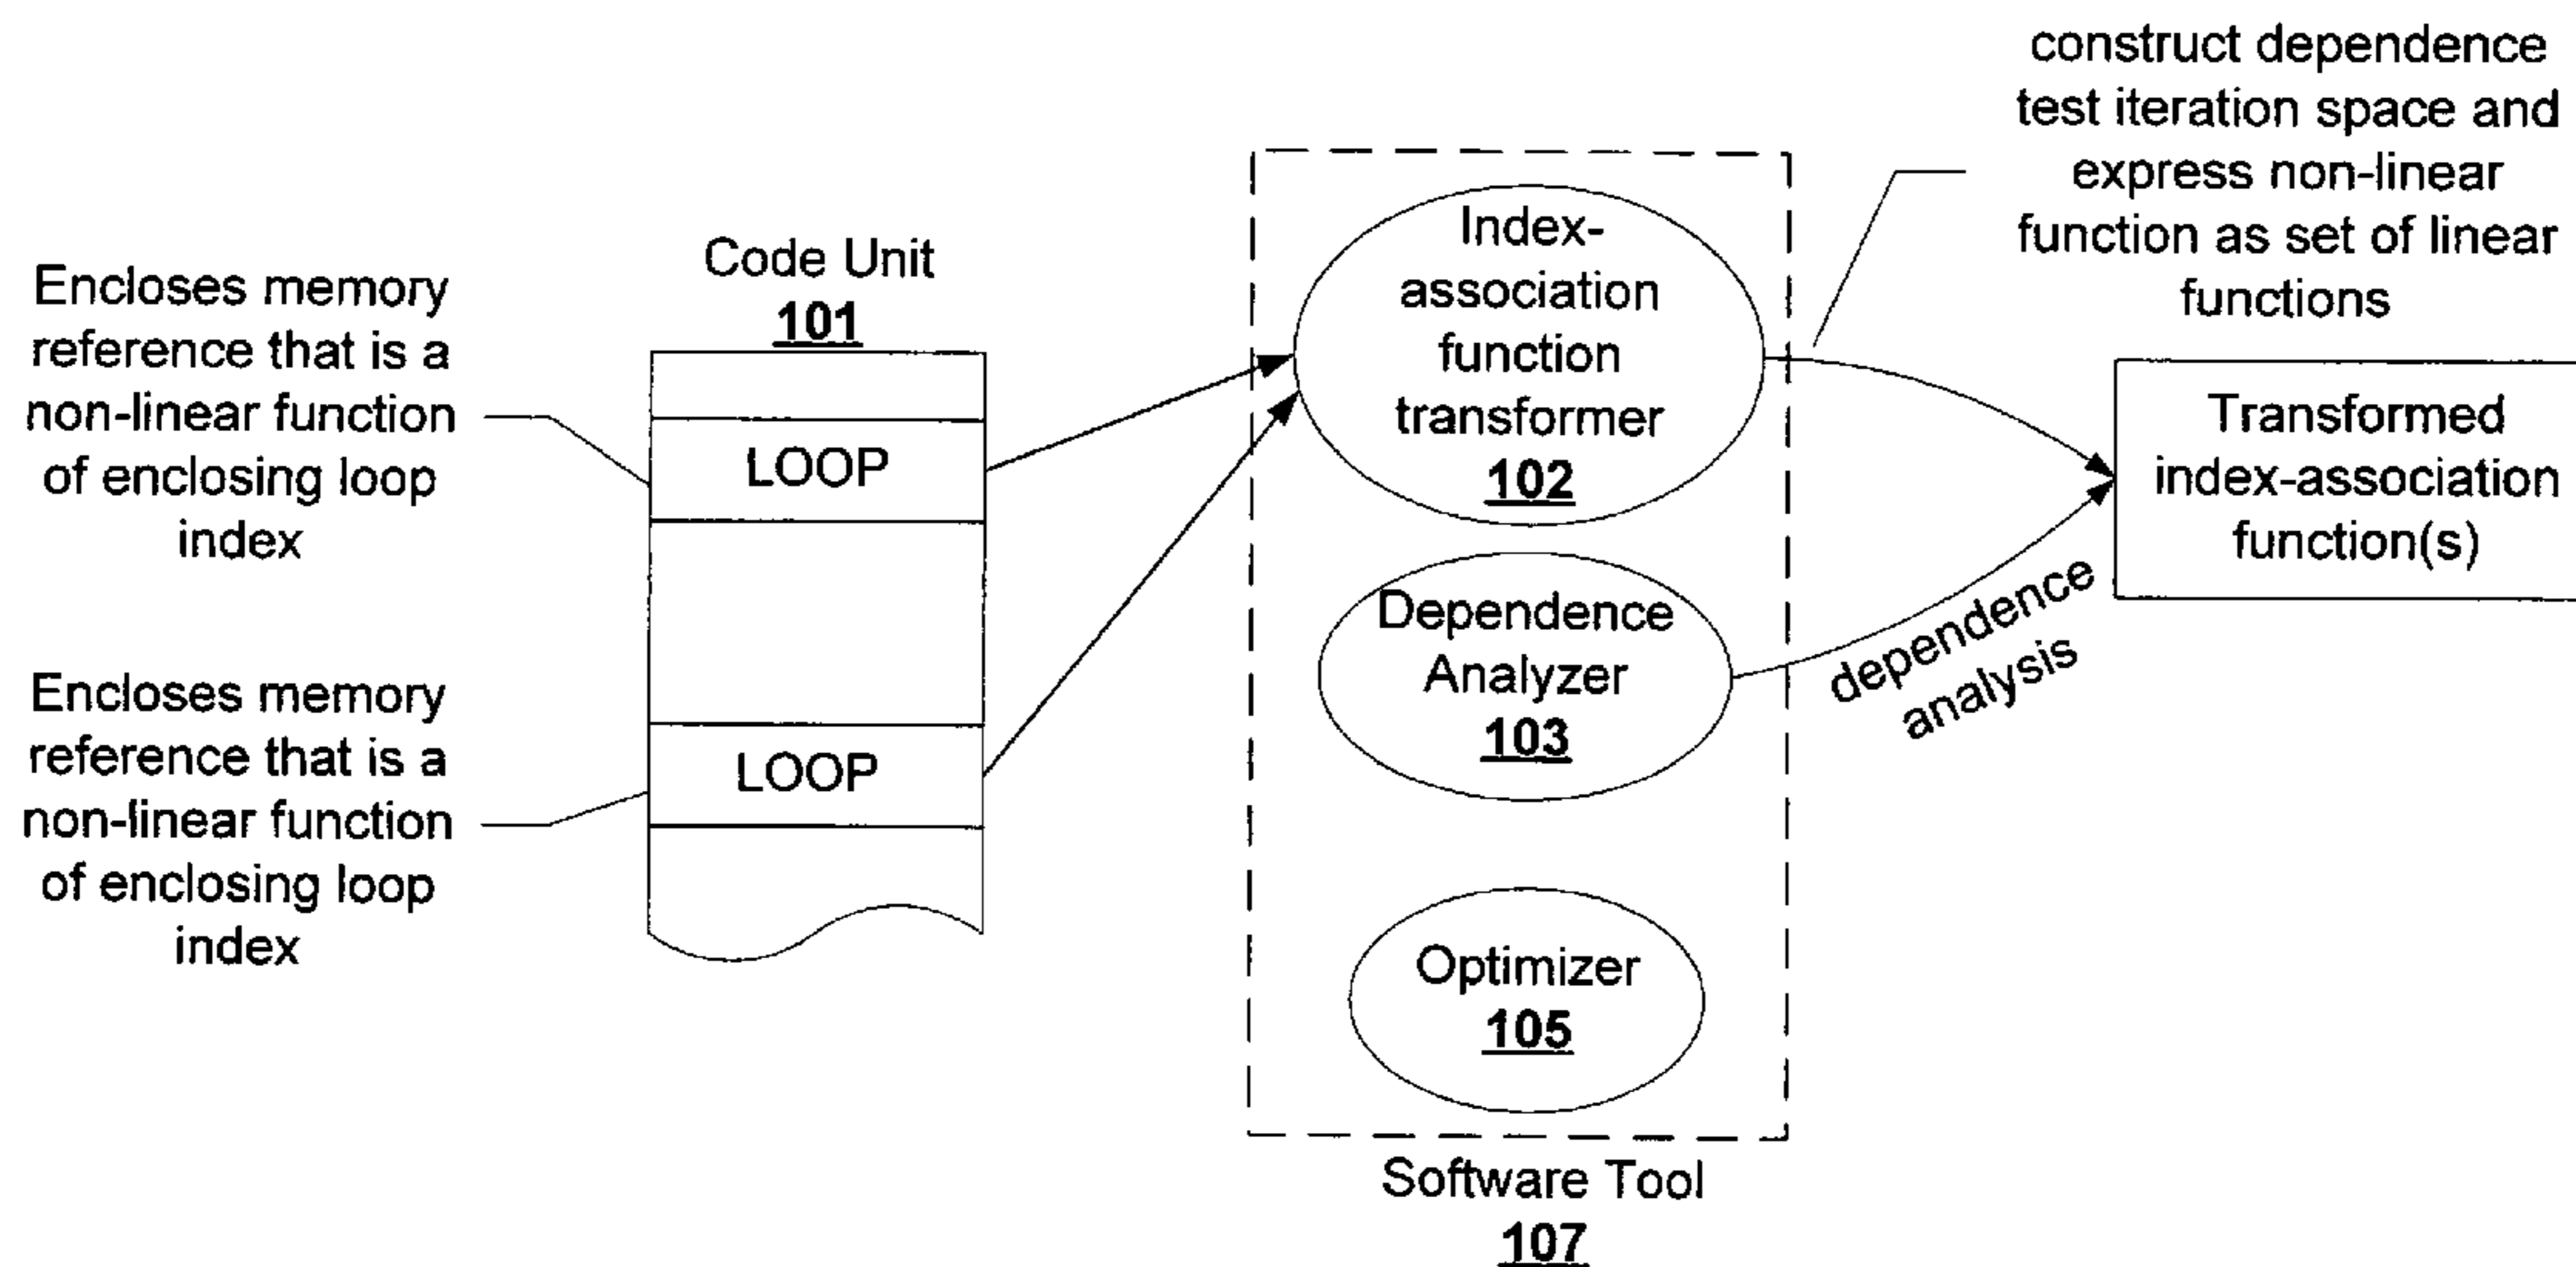 construct dependence
test iteration space and
express non-linear
function as set of linear
functions
Code Unit
101
Encloses memory
reference that is a
non-linear function
of enclosing loop
index
LOOP
Encloses memory
reference that is a
non-linear function
of enclosing loop
index
LOOP
Index-
association
function
transformer
102
Dependence
Analyzer
103
Optimizer
105
Software Tool
107
Transformed
index-association
function(s)
dependence
analysis